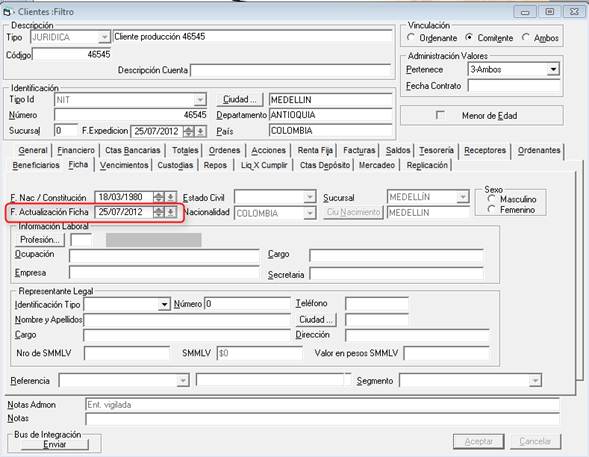 Clientes :Filtro
Descripción
Tipo JURIDICA Cliente producción 46545
Código 46545
Descripción Cuenta
Vinculación
Ordenante Comitente Ambos
Administración Valores
Pertenece 3-Ambos
Fecha Contrato
Menor de Edad
Identificación
Tipo Id NIT Ciudad ... MEDELLIN
Número 46545 Departamento ANTIOQUIA
Sucursal 0 F.Expedicion 25/07/2012 País COLOMBIA
General Financiero Ctas Bancarias Totales Ordenes Acciones Renta Fija Facturas Saldos Tesorería Receptores Ordenantes
Beneficiarios Ficha Vencimientos Custodias Repos Liq.X Cumplir Ctas Depósito Mercadeo Replicación
F. Nac / Constitución 18/03/1980 Estado Civil Sucursal MEDELLÍN
F. Actualización Ficha 25/07/2012 Nacionalidad COLOMBIA Ciu Nacimiento MEDELLIN
Sexo
Masculino
Femenino
Información Laboral
Profesión...
Ocupación Cargo
Empresa Secretaria
Representante Legal
Identificación Tipo Número 0 Teléfono
Nombre y Apellidos Ciudad ...
Cargo Dirección
Nro de SMMLV SMMLV $0 Valor en pesos SMMLV
Referencia Segmento
Notas Admon Ent. vigilada
Notas
Bus de Integración
Enviar
Aceptar Cancelar